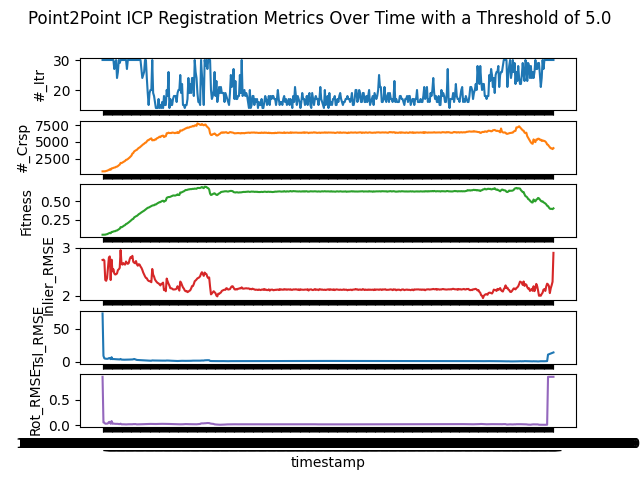 Point2Point ICP Registration Metrics Over Time with a Threshold of 5.0
30
20
#_Itr
7500
5000
2500
#_Crsp
0.50
0.25
Fitness
3
2
Inlier_RMSE
50
0
Tsl_RMSE
0.5
0.0
Rot_RMSE
timestamp